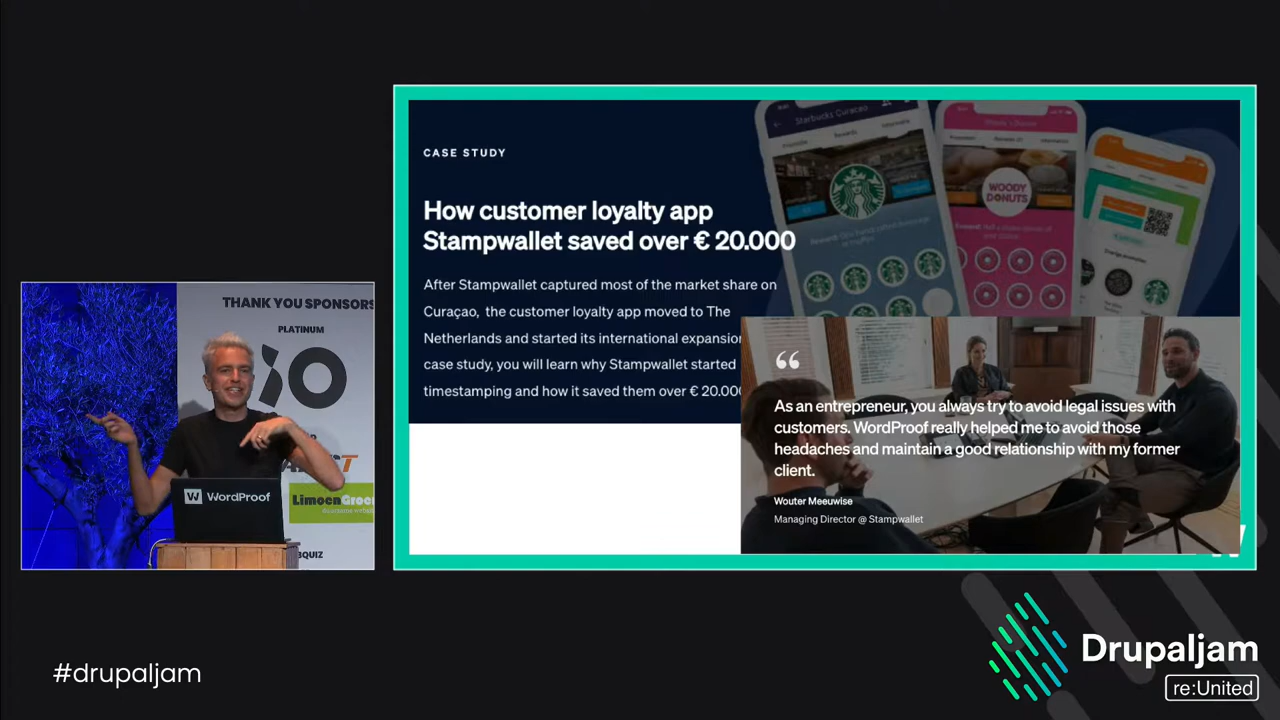 CASE STUDY
How customer loyalty app
Stampwallet saved over € 20.000
After Stampwallet captured most of the market share on
Curaçao, the customer loyalty app moved to The
Netherlands and started its international expansion
case study, you will learn why Stampwallet started
timestamping and how it saved them over € 20.000
Starbucks Curacao
Rewards
WOODY
DONUTS
“
As an entrepreneur, you always try to avoid legal issues with
customers. WordProof really helped me to avoid those
headaches and maintain a good relationship with my former
client.
Wouter Meeuwise
Managing Director @ Stampwallet
THANK YOU SPONSORS
PLATINUM
LimoenGroen
WordProof
#drupaljam
Drupaljam
re:United